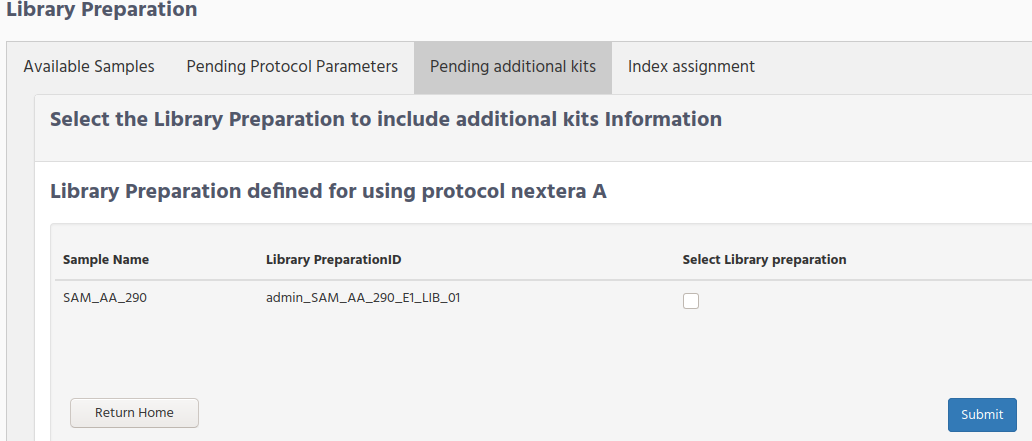 Library Preparation
Available Samples Pending Protocol Parameters Pending additional kits Index assignment
Select the Library Preparation to include additional kits Information
Library Preparation defined for using protocol nextera A
Sample Name Library PreparationID Select Library preparation
SAM_AA_290 admin_SAM_AA_290_E1_LIB_01
Return Home Submit